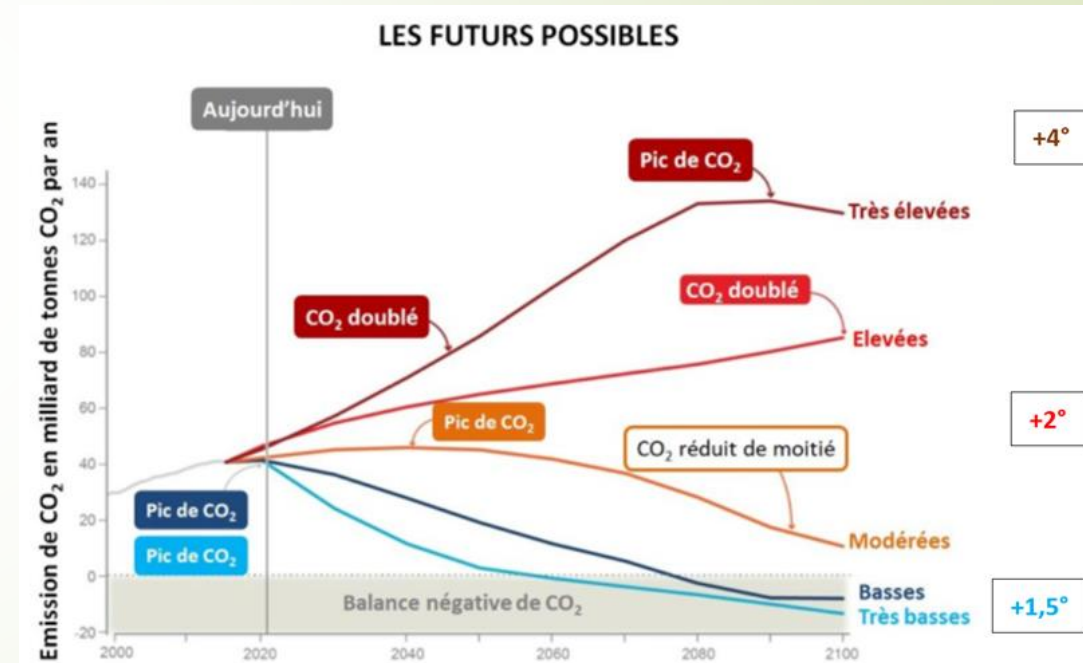 LES FUTURS POSSIBLES
Aujourd’hui
Emission de CO₂ en milliard de tonnes CO₂ par an
140
120
100
80
60
40
20
0
-20
Pic de CO₂
Très élevées
CO₂ doublé
CO₂ doublé
Elevées
Pic de CO₂
CO₂ réduit de moitié
Modérées
Pic de CO₂
Pic de CO₂
Balance négative de CO₂
Basses
Très basses
2000
2020
2040
2060
2080
2100
+4°
+2°
+1,5°